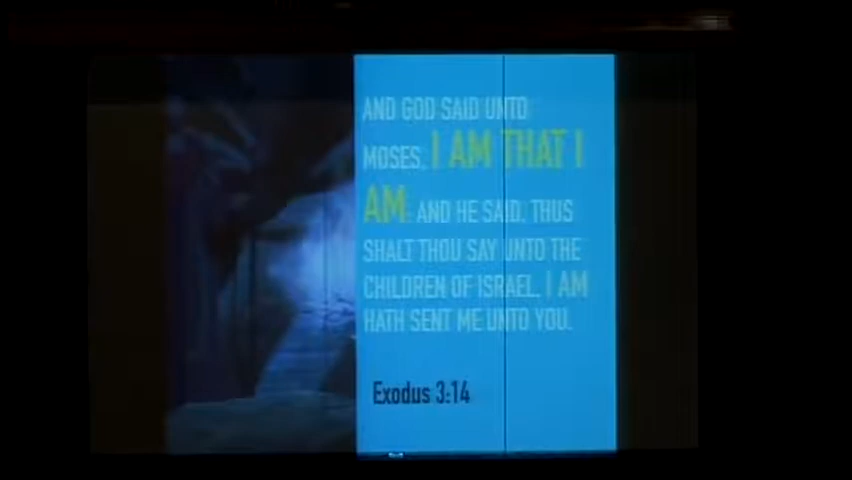 AND GOD SAID UNTO
MOSES, I AM THAT I
AM: AND HE SAID, THUS
SHALT THOU SAY UNTO THE
CHILDREN OF ISRAEL, I AM
HATH SENT ME UNTO YOU.
Exodus 3:14